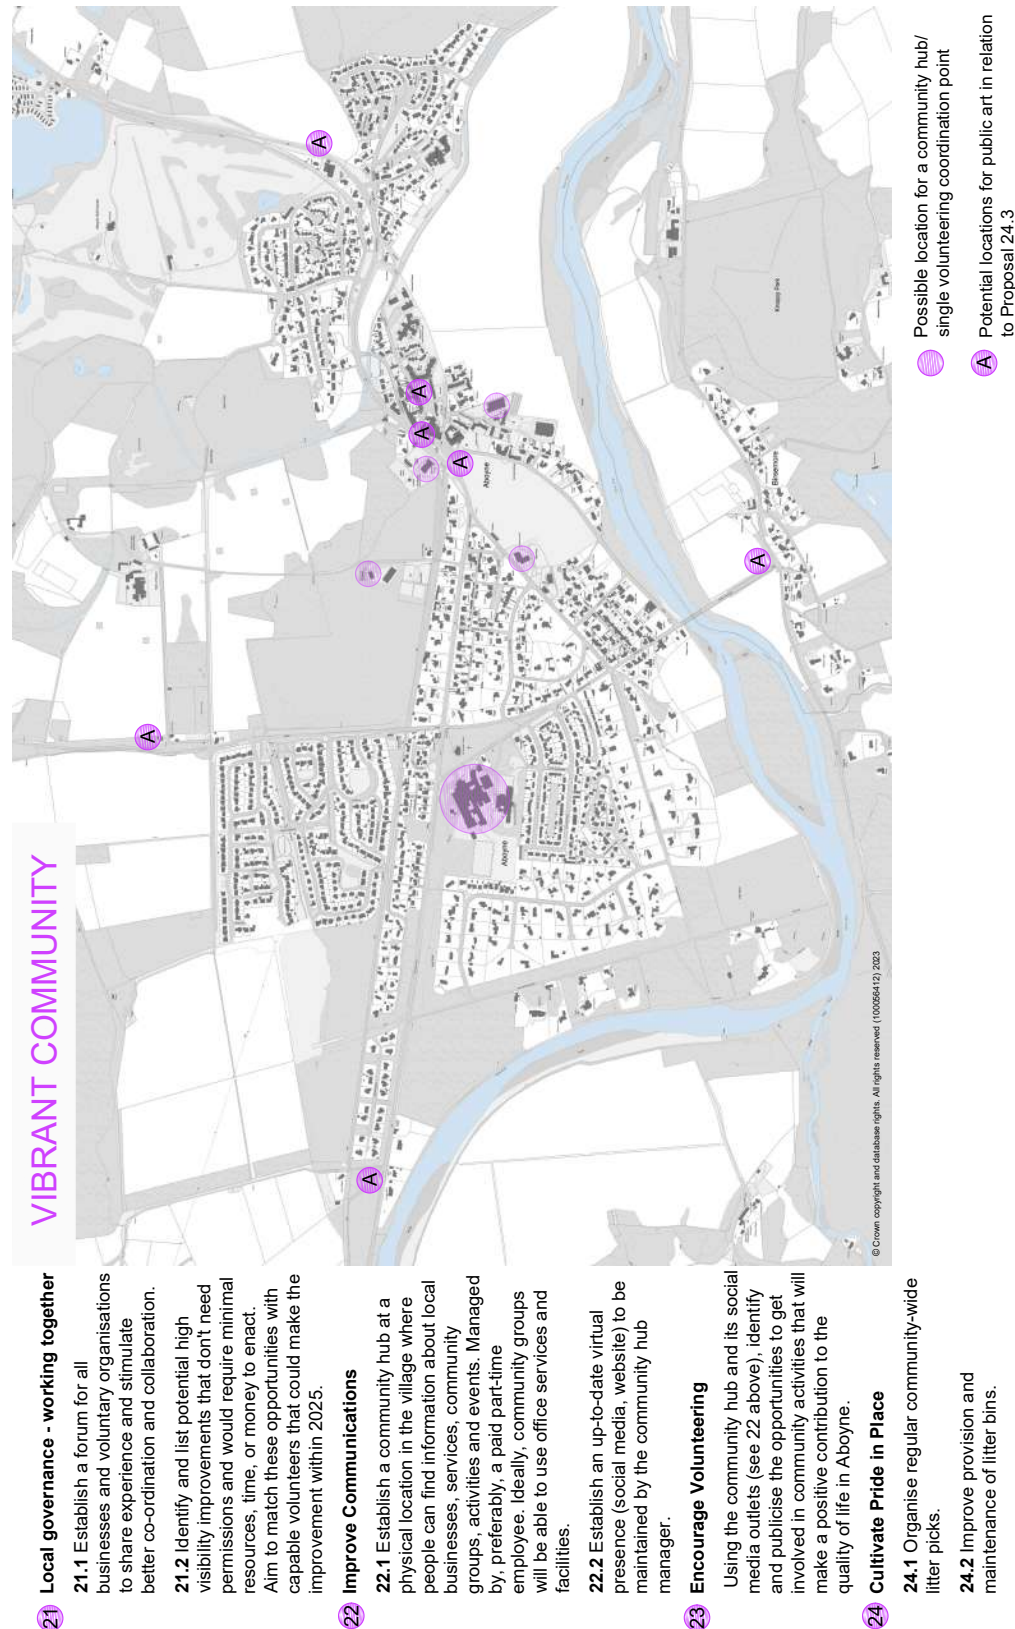 VIBRANT COMMUNITY
21 Local governance - working together
21.1 Establish a forum for all
businesses and voluntary organisations
to share experience and stimulate
better co-ordination and collaboration.
21.2 Identify and list potential high
visibility improvements that don't need
permissions and would require minimal
resources, time, or money to enact.
Aim to match these opportunities with
capable volunteers that could make the
improvement within 2025.
22 Improve Communications
22.1 Establish a community hub at a
physical location in the village where
people can find information about local
businesses, services, community
groups, activities and events. Managed
by, preferably, a paid part-time
employee. Ideally, community groups
will be able to use office services and
facilities.
22.2 Establish an up-to-date virtual
presence (social media, website) to be
maintained by the community hub
manager.
23 Encourage Volunteering
Using the community hub and its social
media outlets (see 22 above), identify
and publicise the opportunities to get
involved in community activities that will
make a positive contribution to the
quality of life in Aboyne.
24 Cultivate Pride in Place
24.1 Organise regular community-wide
litter picks.
24.2 Improve provision and
maintenance of litter bins.
A
A
A
Aboyne
Aboyne
A
A
A
A
Birsemore
© Crown copyright and database rights. All rights reserved (100056412) 2023
Possible location for a community hub/
single volunteering coordination point
A Potential locations for public art in relation
to Proposal 24.3